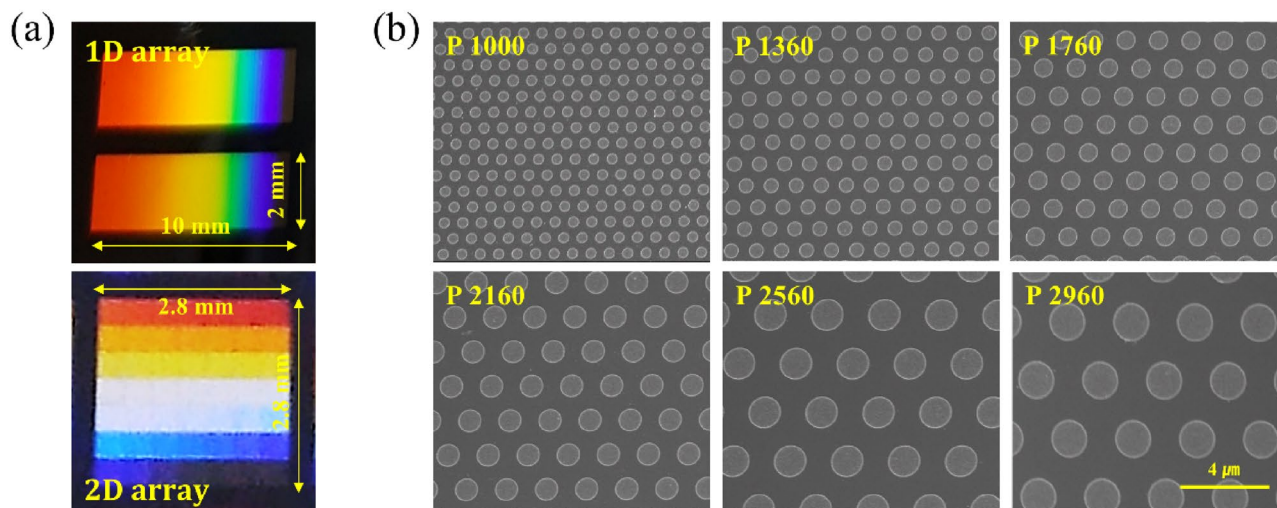 (a)
1D array
2 mm
10 mm
2.8 mm
2.8 mm
2D array
(b)
P 1000
P 1360
P 1760
P 2160
P 2560
P 2960
4 μm